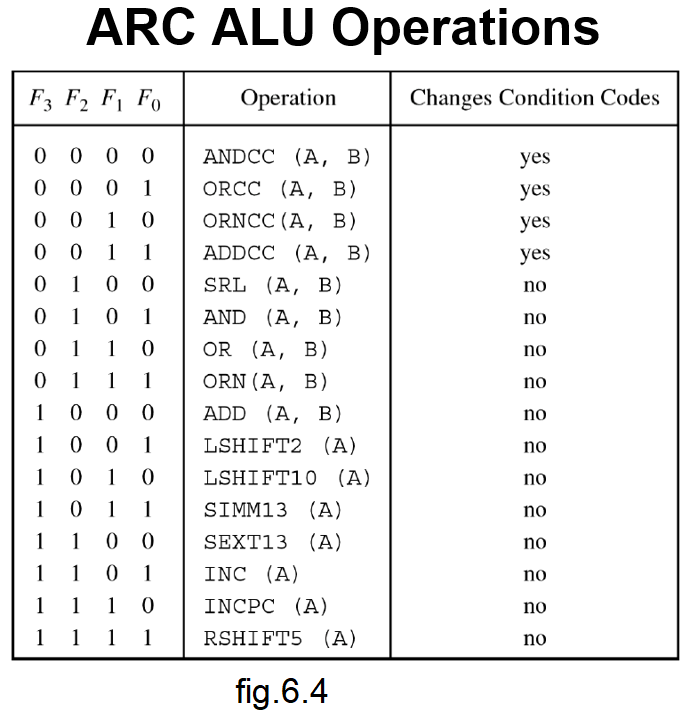 ARC ALU Operations
F3 F2 F1 F0 Operation Changes Condition Codes
0 0 0 0 ANDCC (A, B) yes
0 0 0 1 ORCC (A, B) yes
0 0 1 0 ORNCC(A, B) yes
0 0 1 1 ADDCC (A, B) yes
0 1 0 0 SRL (A, B) no
0 1 0 1 AND (A, B) no
0 1 1 0 OR (A, B) no
0 1 1 1 ORN(A, B) no
1 0 0 0 ADD (A, B) no
1 0 0 1 LSHIFT2 (A) no
1 0 1 0 LSHIFT10 (A) no
1 0 1 1 SIMM13 (A) no
1 1 0 0 SEXT13 (A) no
1 1 0 1 INC (A) no
1 1 1 0 INCPC (A) no
1 1 1 1 RSHIFT5 (A) no
fig.6.4